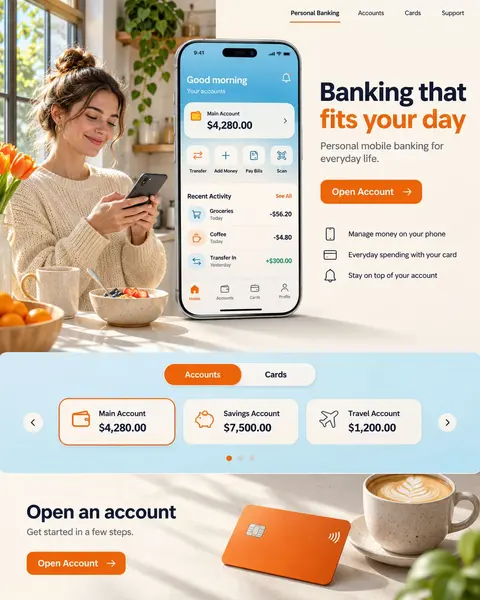 Personal Banking
Accounts
Cards
Support
9:41
Good morning
Your accounts
Main Account
$4,280.00
Transfer
Add Money
Pay Bills
Scan
Recent Activity
See All
Groceries
-$56.20
Today
Coffee
-$4.80
Today
Transfer In
+$300.00
Yesterday
Home
Accounts
Cards
Profile
Banking that
fits your day
Personal mobile banking for
everyday life.
Open Account
Manage money on your phone
Everyday spending with your card
Stay on top of your account
Accounts
Cards
Main Account
$4,280.00
Savings Account
$7,500.00
Travel Account
$1,200.00
Open an account
Get started in a few steps.
Open Account